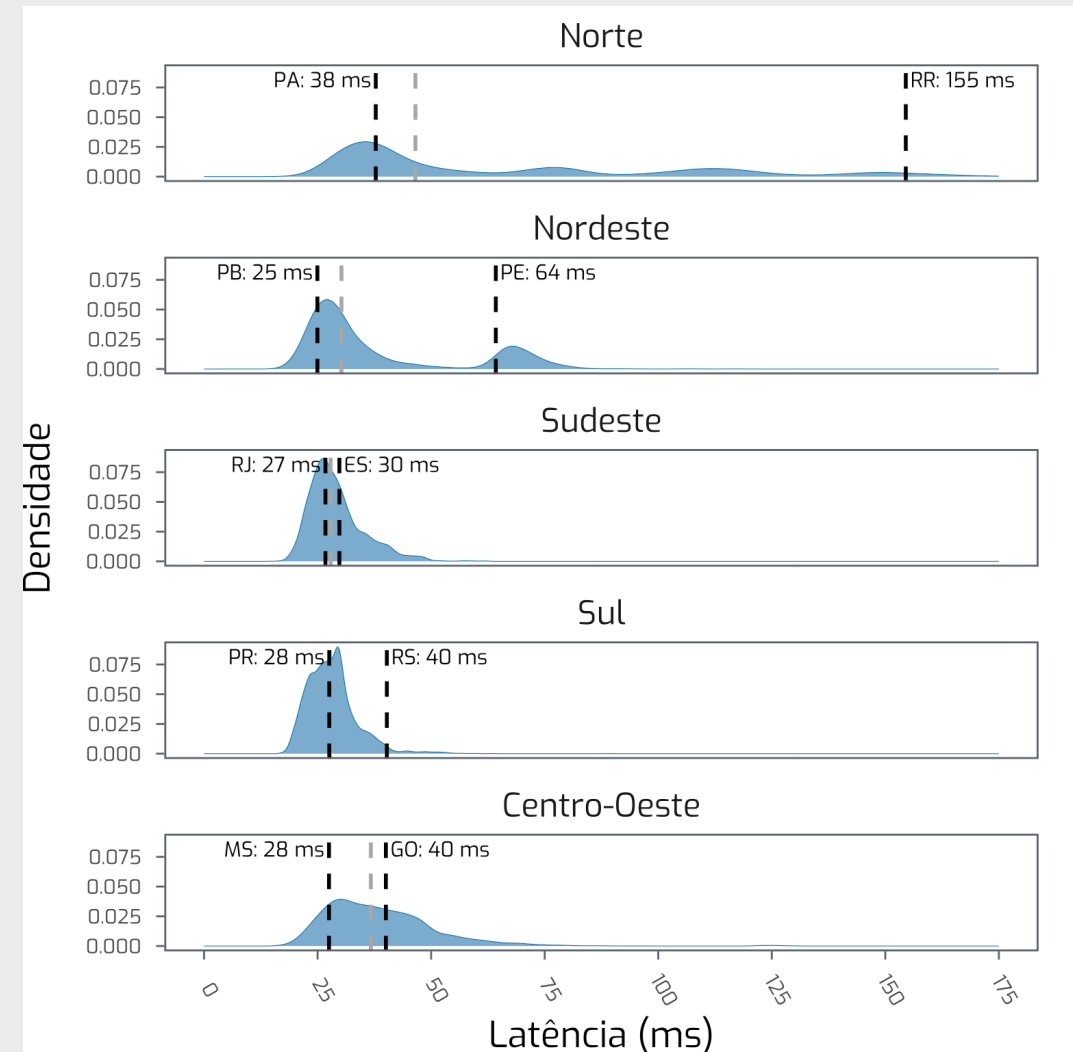 Norte
PA: 38 ms
RR: 155 ms
0.075
0.050
0.025
0.000
Nordeste
PB: 25 ms
PE: 64 ms
0.075
0.050
0.025
0.000
Sudeste
RJ: 27 ms
ES: 30 ms
0.075
0.050
0.025
0.000
Densidade
Sul
PR: 28 ms
RS: 40 ms
0.075
0.050
0.025
0.000
Centro-Oeste
MS: 28 ms
GO: 40 ms
0.075
0.050
0.025
0.000
0
25
50
75
100
125
150
175
Latência (ms)